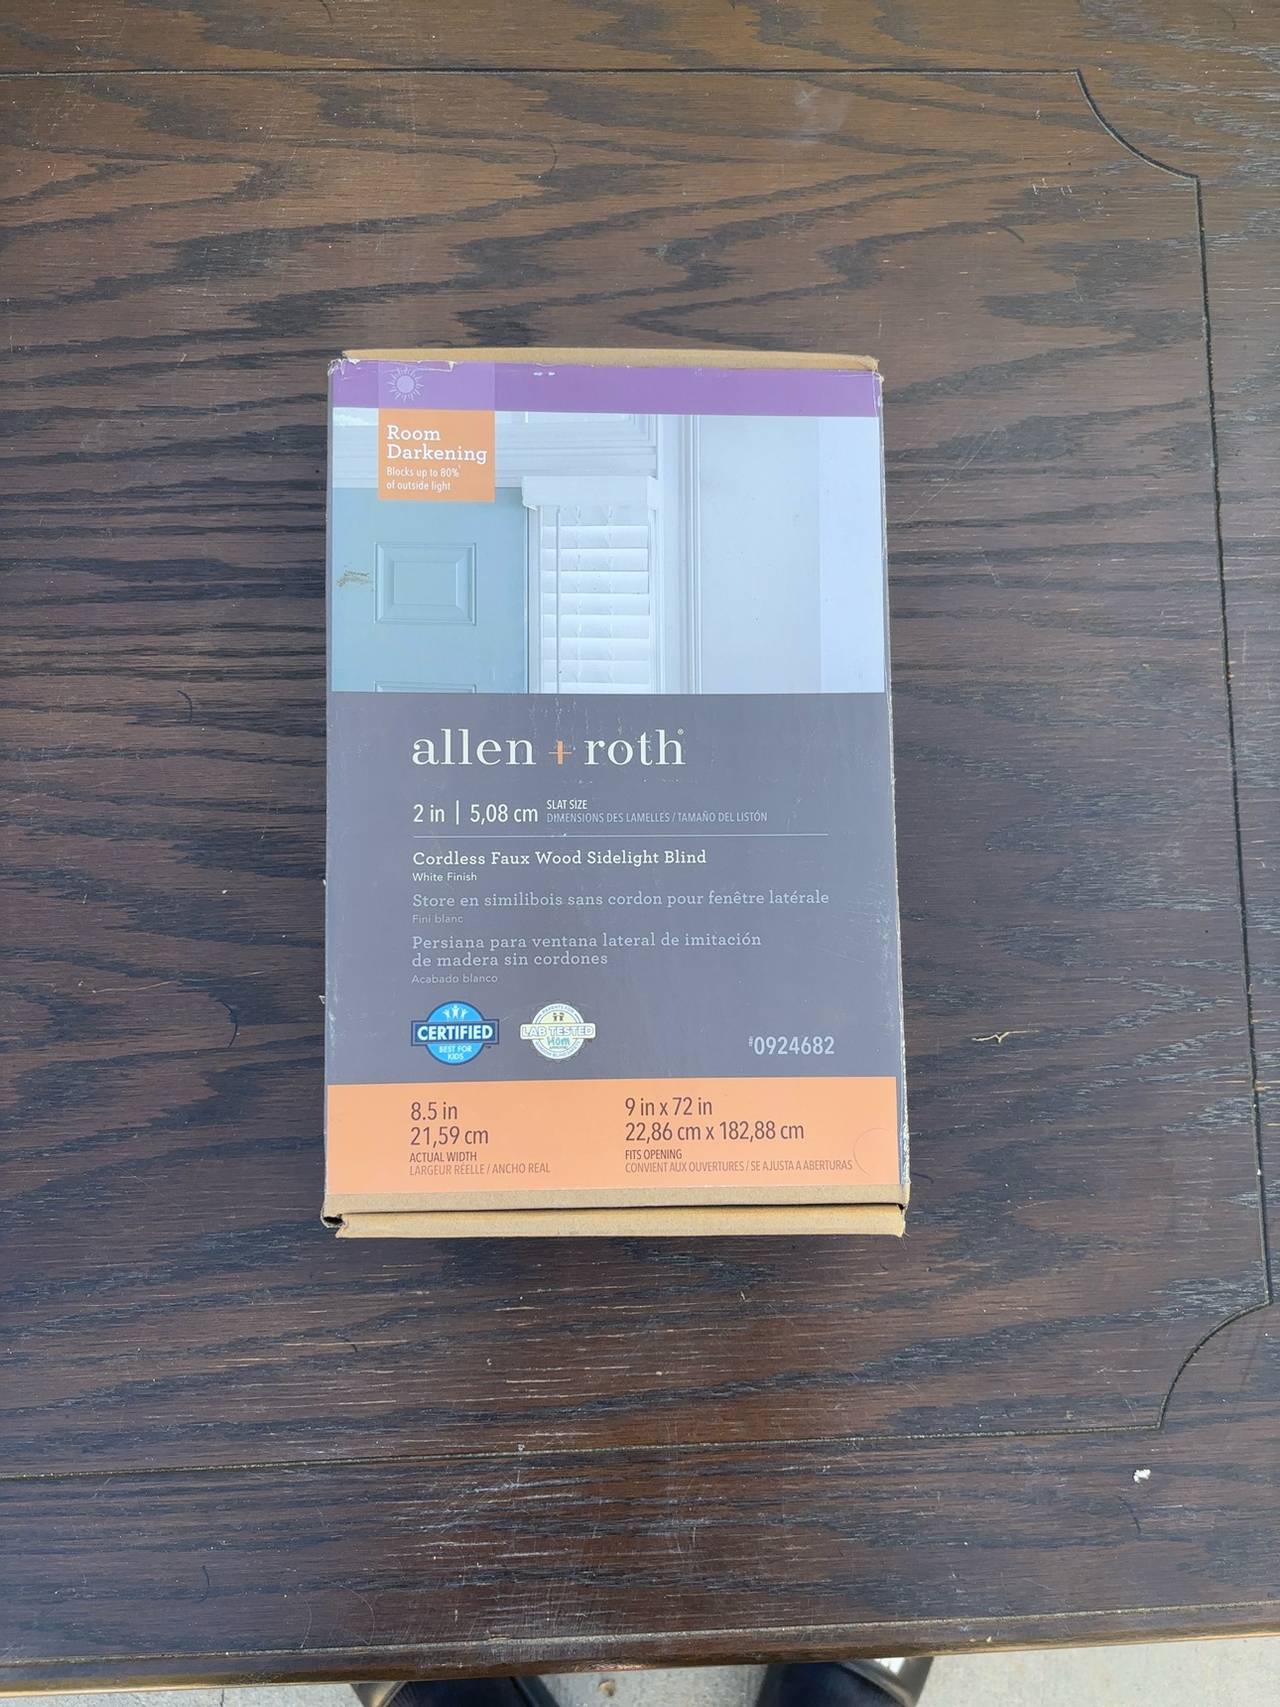 Room
Darkening
Blocks up to 80%
of outside light
allen + roth®
2 in | 5,08 cm SLAT SIZE
DIMENSIONS DES LAMELLES / TAMAÑO DEL LISTÓN
Cordless Faux Wood Sidelight Blind
White Finish
Store en similibois sans cordon pour fenêtre latérale
Fini blanc
Persiana para ventana lateral de imitación
de madera sin cordones
Acabado blanco
CERTIFIED
BEST FOR
KIDS
LAB TESTED
#0924682
8.5 in
21,59 cm
ACTUAL WIDTH
LARGEUR RÉELLE / ANCHO REAL
9 in x 72 in
22,86 cm x 182,88 cm
FITS OPENING
CONVIENT AUX OUVERTURES / SE AJUSTA A ABERTURAS